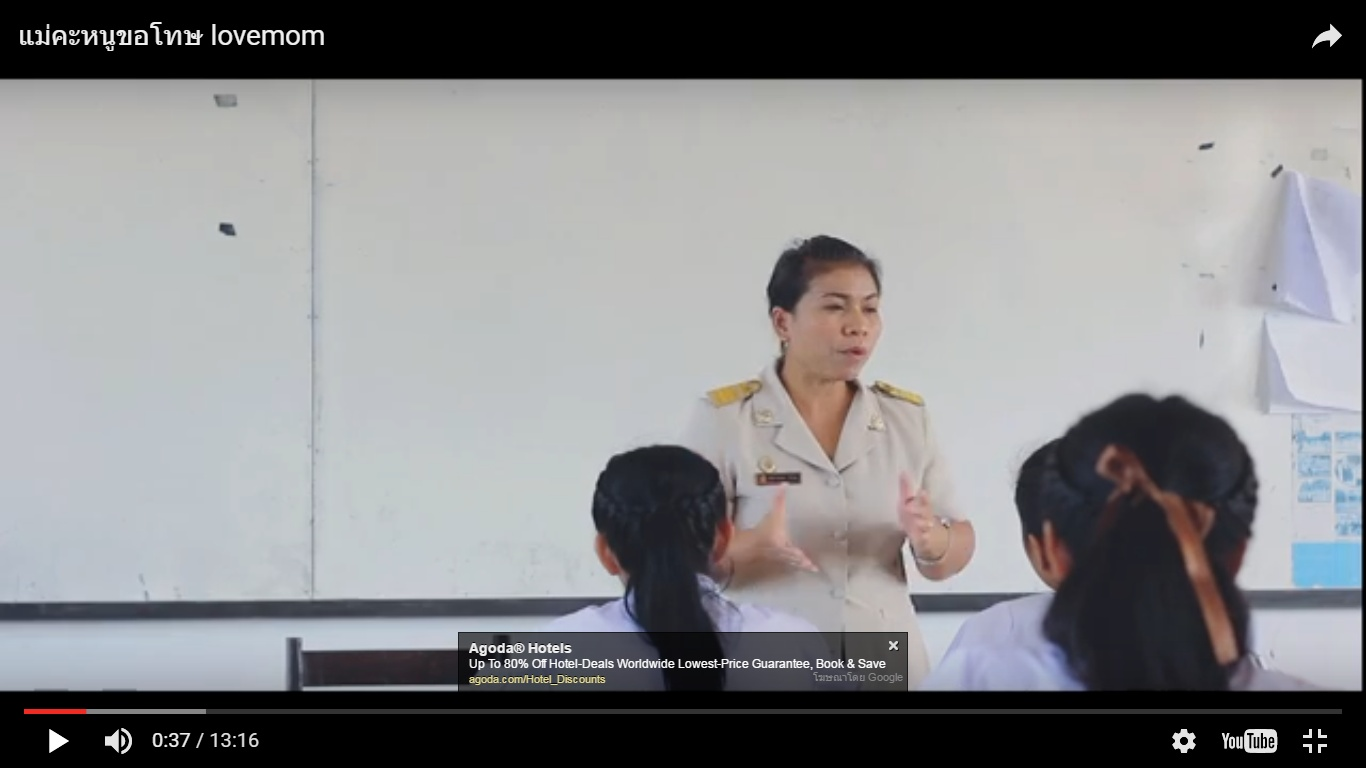 แม่คะหนูขอโทษ lovemom
Agoda® Hotels
Up To 80% Off Hotel-Deals Worldwide Lowest-Price Guarantee, Book & Save
agoda.com/Hotel_Discounts
โฆษณาโดย Google
0:37 / 13:16
YouTube